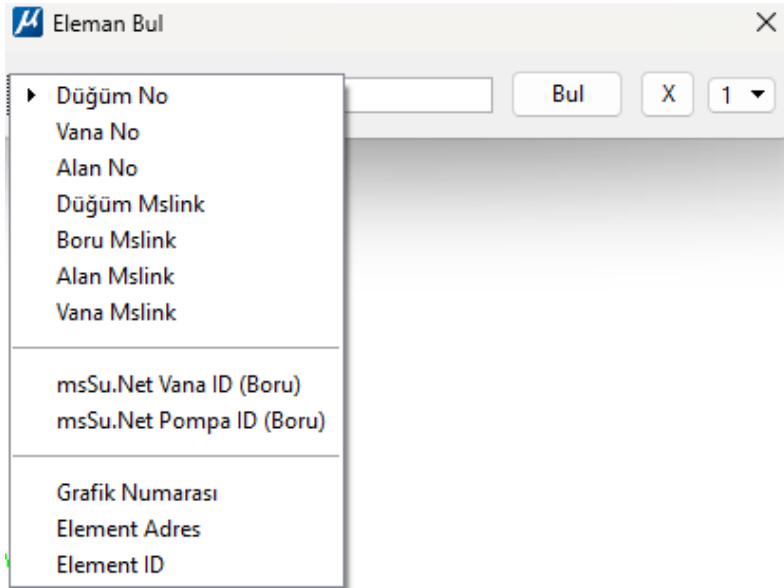 Eleman Bul
Bul X 1
Düğüm No
Vana No
Alan No
Düğüm Mslink
Boru Mslink
Alan Mslink
Vana Mslink
msSu.Net Vana ID (Boru)
msSu.Net Pompa ID (Boru)
Grafik Numarası
Element Adres
Element ID